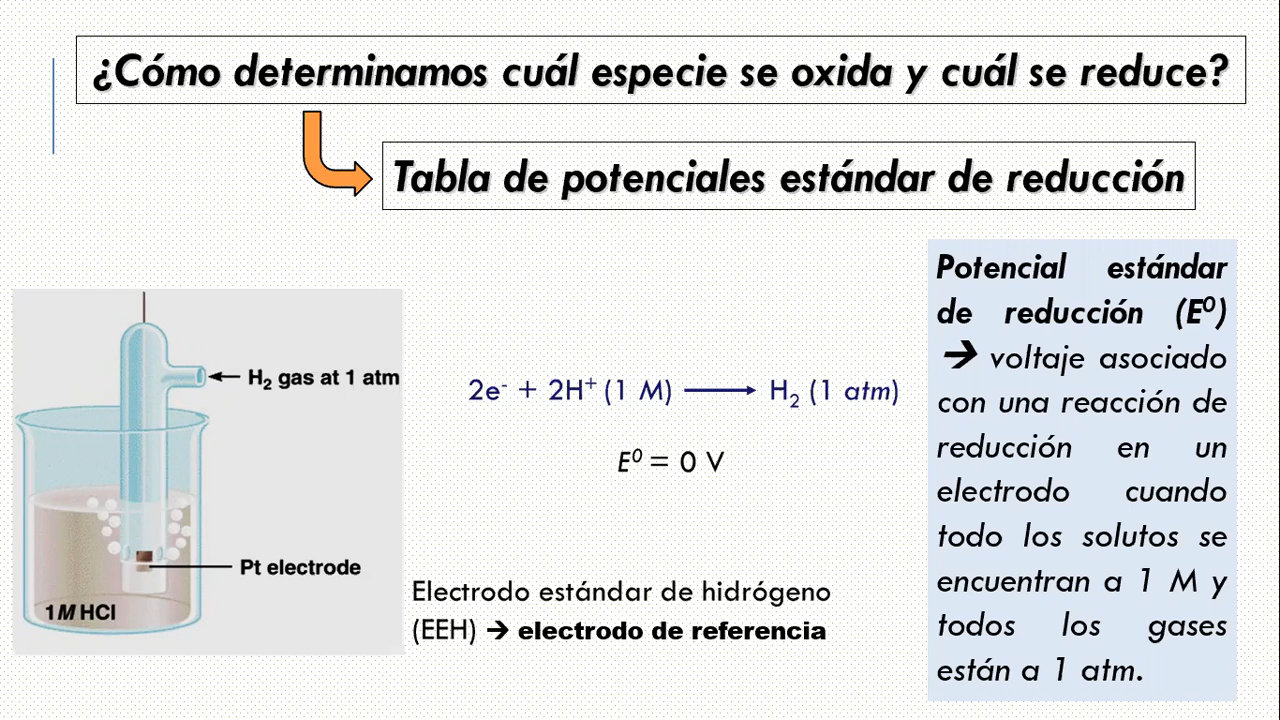 ¿Cómo determinamos cuál especie se oxida y cuál se reduce?
Tabla de potenciales estándar de reducción
H₂ gas at 1 atm
Pt electrode
1 M HCl
2e⁻ + 2H⁺ (1 M) ⟶ H₂ (1 atm)
E⁰ = 0 V
Electrodo estándar de hidrógeno
(EEH) → electrodo de referencia
Potencial estándar
de reducción (E⁰)
→ voltaje asociado
con una reacción de
reducción en un
electrodo cuando
todo los solutos se
encuentran a 1 M y
todos los gases
están a 1 atm.